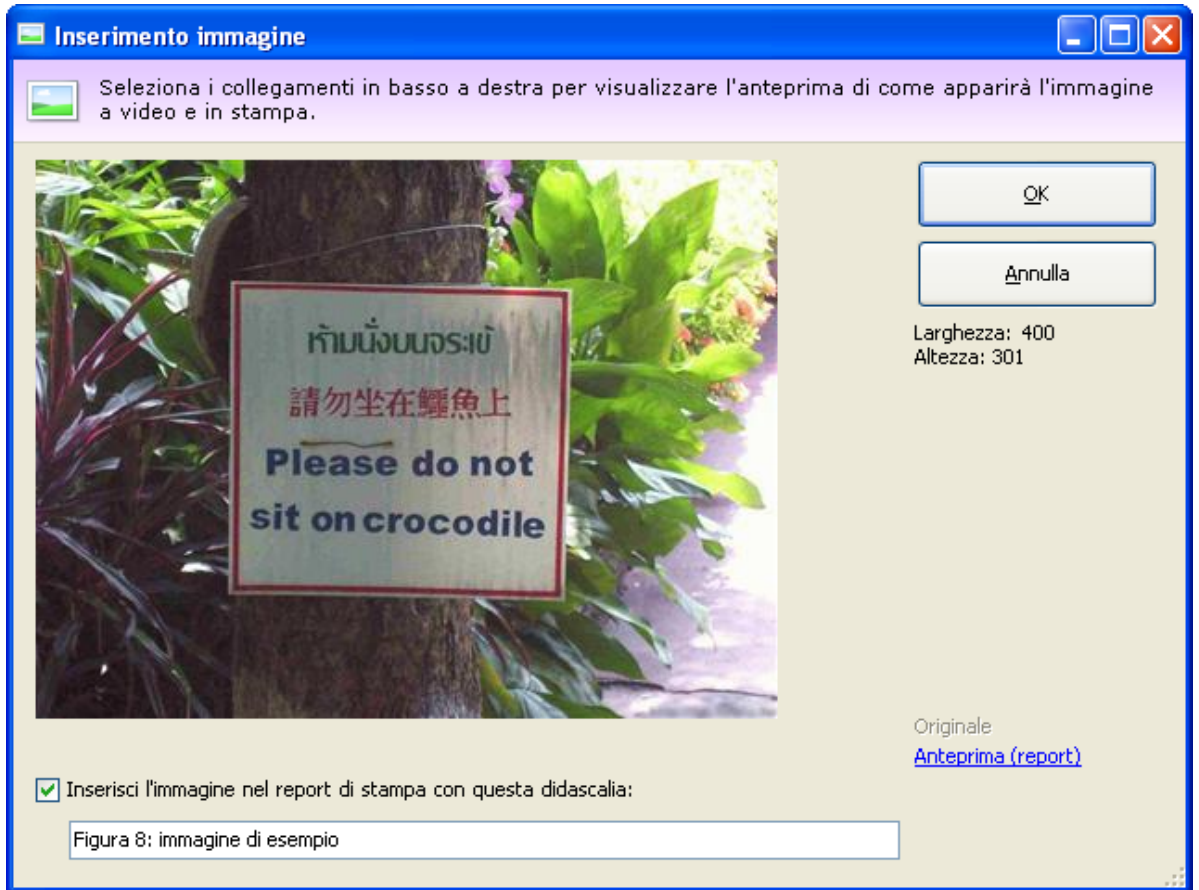 Inserimento immagine
Seleziona i collegamenti in basso a destra per visualizzare l'anteprima di come apparirà l'immagine
a video e in stampa.
ห้ามนั่งบนจระเข้
請勿坐在鱷魚上
Please do not
sit on crocodile
OK
Annulla
Larghezza: 400
Altezza: 301
Originale
Anteprima (report)
Inserisci l'immagine nel report di stampa con questa didascalia:
Figura 8: immagine di esempio